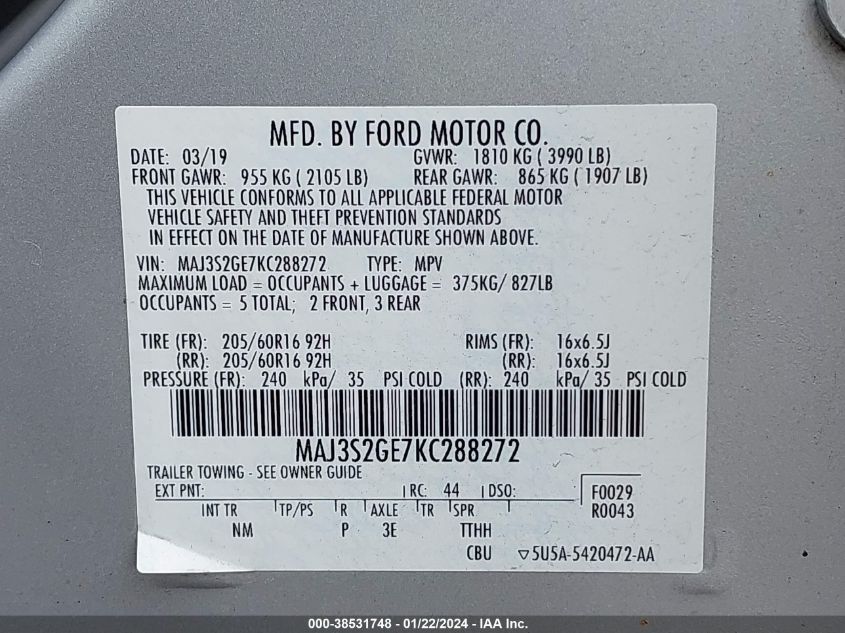 MFD. BY FORD MOTOR CO.
DATE: 03/19 GVWR: 1810 KG ( 3990 LB)
FRONT GAWR: 955 KG ( 2105 LB) REAR GAWR: 865 KG ( 1907 LB)
THIS VEHICLE CONFORMS TO ALL APPLICABLE FEDERAL MOTOR
VEHICLE SAFETY AND THEFT PREVENTION STANDARDS
IN EFFECT ON THE DATE OF MANUFACTURE SHOWN ABOVE.
VIN: MAJ3S2GE7KC288272 TYPE: MPV
MAXIMUM LOAD = OCCUPANTS + LUGGAGE = 375KG/ 827LB
OCCUPANTS = 5 TOTAL; 2 FRONT, 3 REAR
TIRE (FR): 205/60R16 92H RIMS (FR): 16x6.5J
(RR): 205/60R16 92H (RR): 16x6.5J
PRESSURE (FR): 240 kPa/ 35 PSI COLD (RR): 240 kPa/ 35 PSI COLD
MAJ3S2GE7KC288272
TRAILER TOWING - SEE OWNER GUIDE
EXT PNT: RC: 44 DSO: F0029
R0043
INT TR TP/PS R AXLE TR SPR
NM P 3E TTHH
CBU ▽5U5A-5420472-AA
000-38531748 - 01/22/2024 - IAA Inc.